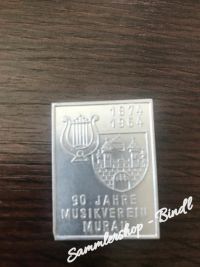 1874
1964
90 JAHRE
MUSIKVEREIN
MURAU
Sammlershop - Bindl